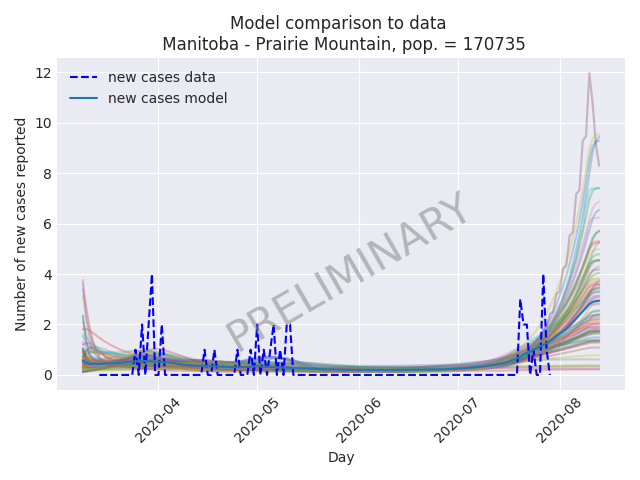 Model comparison to data
Manitoba - Prairie Mountain, pop. = 170735
new cases data
new cases model
Number of new cases reported
12
10
8
6
4
2
0
PRELIMINARY
2020-04
2020-05
2020-06
2020-07
2020-08
Day